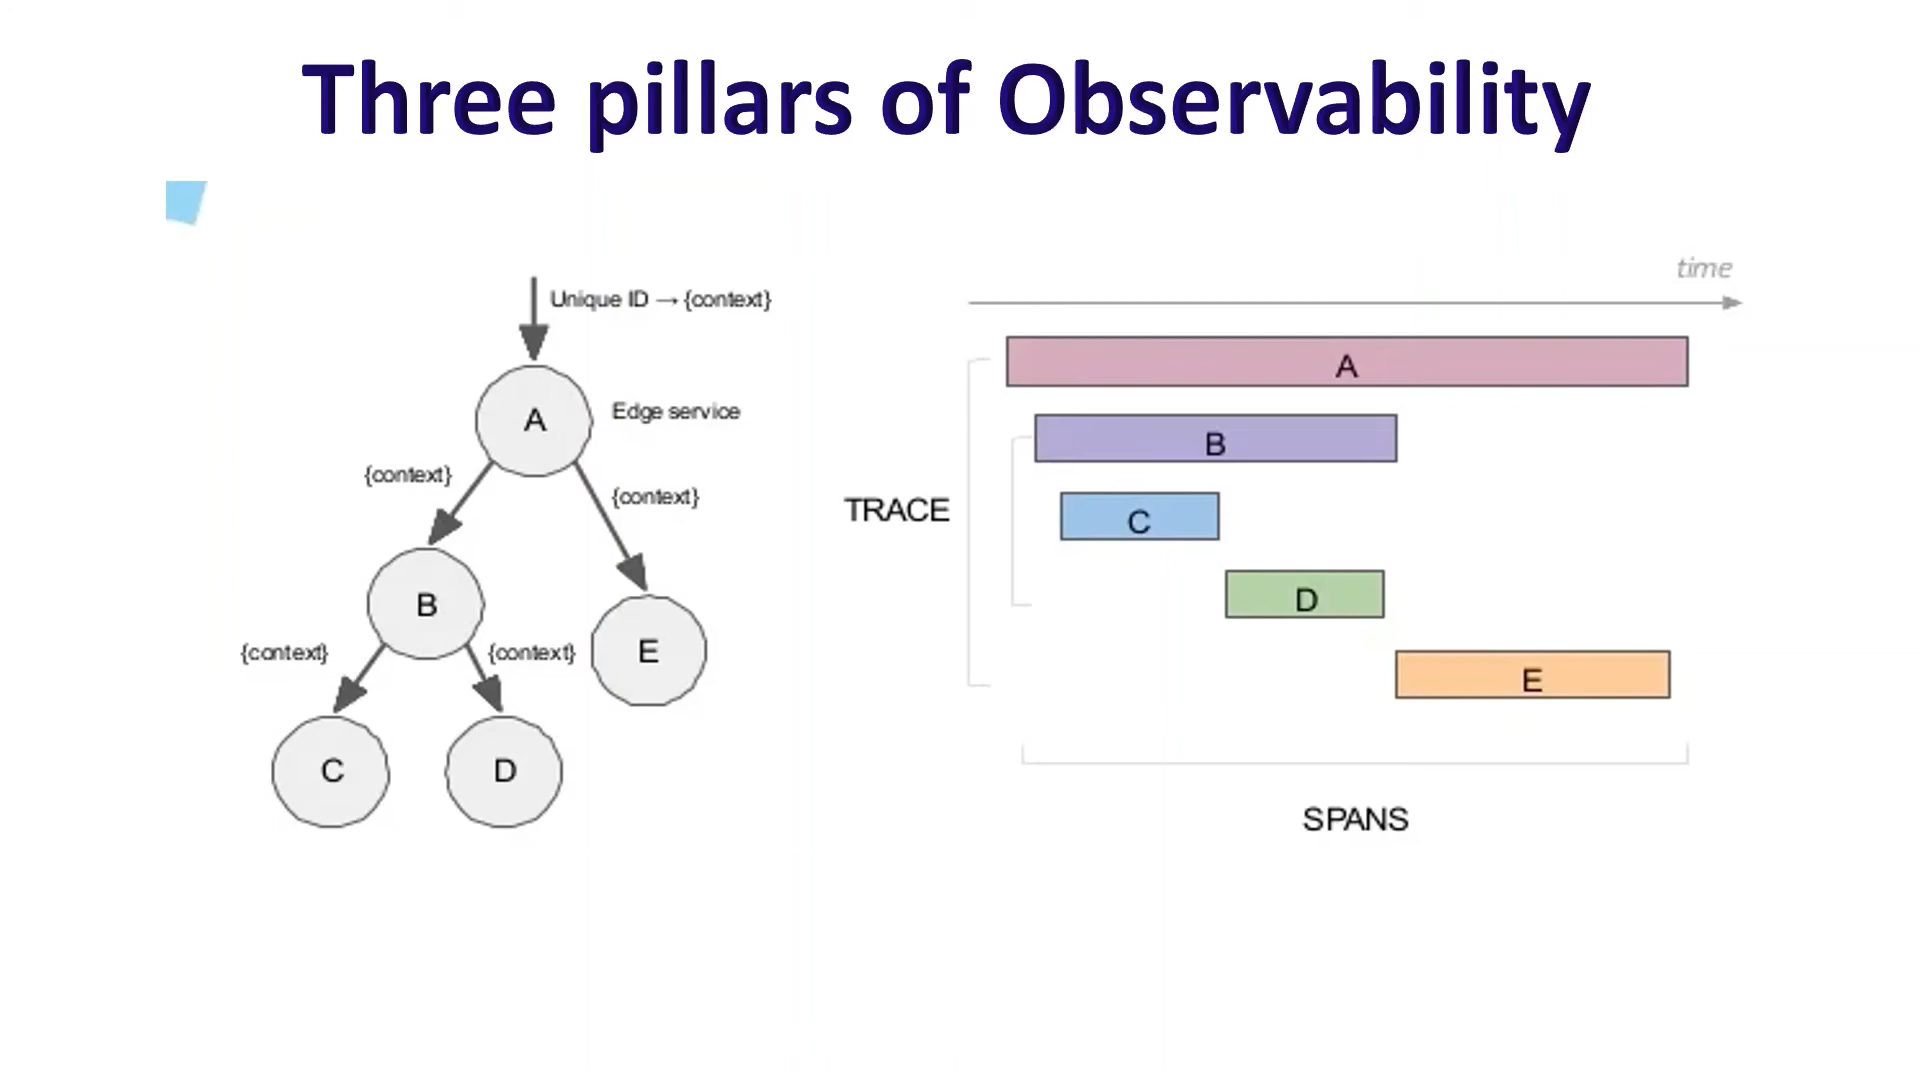 Three pillars of Observability
Unique ID → {context}
A
Edge service
{context}
{context}
B
E
{context}
{context}
C
D
time
A
B
C
TRACE
D
E
SPANS